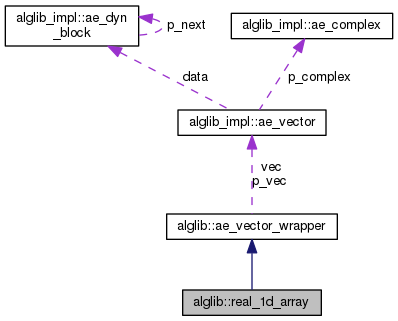 alglib_impl::ae_dyn
_block
p_next
alglib_impl::ae_complex
data
p_complex
alglib_impl::ae_vector
vec
p_vec
alglib::ae_vector_wrapper
alglib::real_1d_array